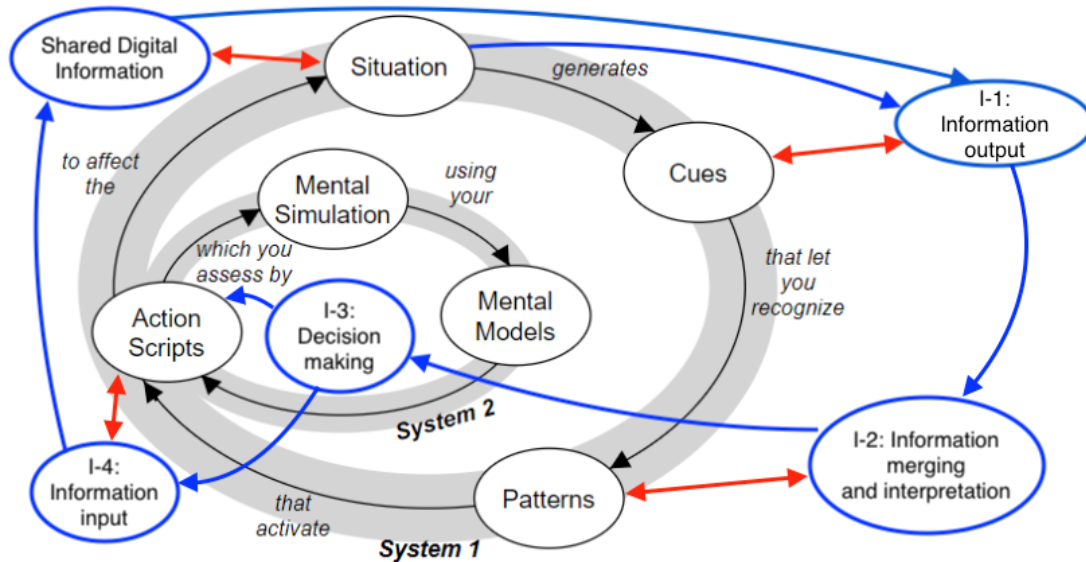 Shared Digital
Information
Situation
generates
I-1:
Information
output
to affect
the
Mental
Simulation
using
your
Cues
which you
assess by
that let
you
recognize
Action
Scripts
I-3:
Decision
making
Mental
Models
System 2
I-2: Information
merging
and interpretation
I-4:
Information
input
that
activate
Patterns
System 1